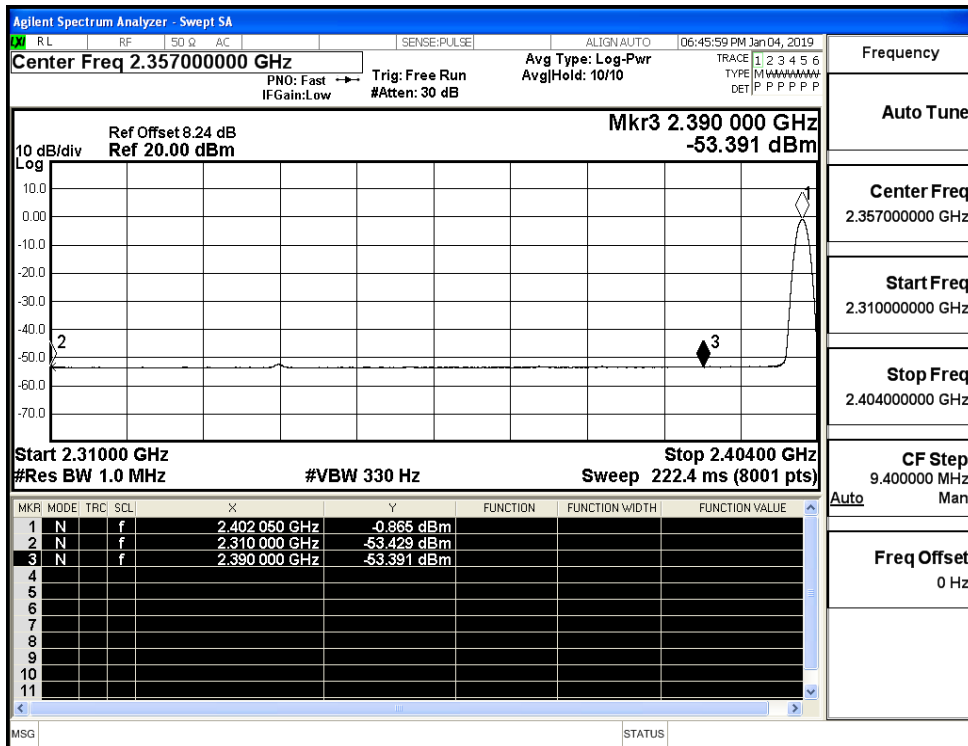 Agilent Spectrum Analyzer - Swept SA
LXI RL RF 50 Ω AC SENSE:PULSE ALIGNAUTO 06:45:59 PM Jan 04, 2019
Center Freq 2.357000000 GHz
PNO: Fast
IFGain:Low
Trig: Free Run
#Atten: 30 dB
Avg Type: Log-Pwr
Avg|Hold: 10/10
TRACE 1 2 3 4 5 6
TYPE M
DET P P P P P P
Ref Offset 8.24 dB
10 dB/div Ref 20.00 dBm
Log
Mkr3 2.390 000 GHz
-53.391 dBm
10.0
0.00
-10.0
-20.0
-30.0
-40.0
-50.0
-60.0
-70.0
1
2
3
Start 2.31000 GHz Stop 2.40400 GHz
#Res BW 1.0 MHz #VBW 330 Hz Sweep 222.4 ms (8001 pts)
MKR MODE TRC SCL X Y FUNCTION FUNCTION WIDTH FUNCTION VALUE
1 N f 2.402 050 GHz -0.865 dBm
2 N f 2.310 000 GHz -53.429 dBm
3 N f 2.390 000 GHz -53.391 dBm
4
5
6
7
8
9
10
11
MSG STATUS
Frequency
Auto Tune
Center Freq
2.357000000 GHz
Start Freq
2.310000000 GHz
Stop Freq
2.404000000 GHz
CF Step
9.400000 MHz
Auto Man
Freq Offset
0 Hz